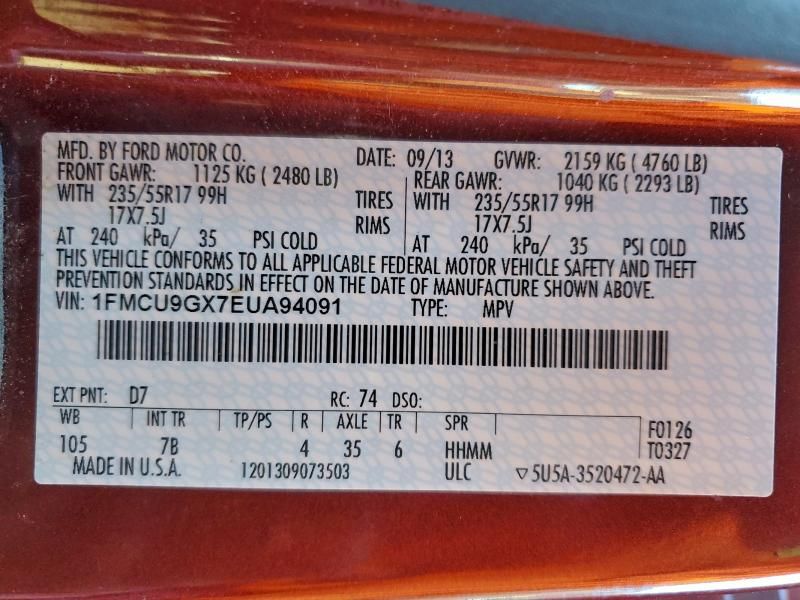 MFD. BY FORD MOTOR CO. DATE: 09/13 GVWR: 2159 KG ( 4760 LB)
FRONT GAWR: 1125 KG ( 2480 LB) REAR GAWR: 1040 KG ( 2293 LB)
WITH 235/55R17 99H TIRES WITH 235/55R17 99H TIRES
17X7.5J RIMS 17X7.5J RIMS
AT 240 kPa/ 35 PSI COLD AT 240 kPa/ 35 PSI COLD
THIS VEHICLE CONFORMS TO ALL APPLICABLE FEDERAL MOTOR VEHICLE SAFETY AND THEFT
PREVENTION STANDARDS IN EFFECT ON THE DATE OF MANUFACTURE SHOWN ABOVE.
VIN: 1FMCU9GX7EUA94091 TYPE: MPV
EXT PNT: D7 RC: 74 DSO:
WB INT TR TP/PS R AXLE TR SPR F0126
105 7B 4 35 6 HHMM T0327
MADE IN U.S.A. 1201309073503 ULC ▽5U5A-3520472-AA